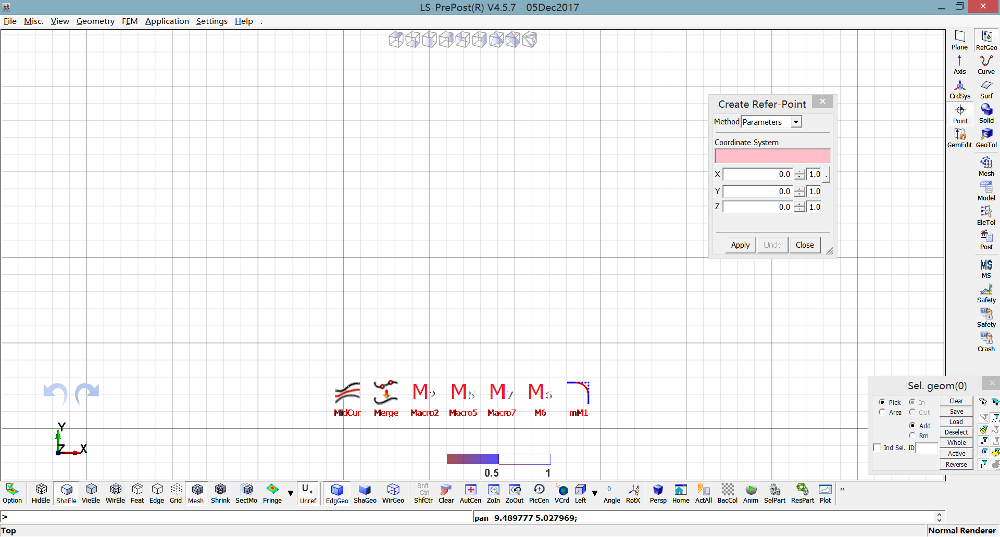 LS-PrePost(R) V4.5.7 - 05Dec2017
File Misc. View Geometry FEM Application Settings Help .
Plane RefGeo
Axis Curve
CrdSys Surf
Point Solid
GemEdit GeoTol
Mesh
Model
EleTol
Post
MS
MS
Safety
Safety
Crash
Create Refer-Point
Method Parameters
Coordinate System
X 0.0 1.0 .
Y 0.0 1.0
Z 0.0 1.0
Apply Undo Close
M2 M5 M7 M6
MidCur Merge Macro2 Macro5 Macro7 M6 mM1
Y
Z X
0.5 1
Sel. geom(0)
Pick In Clear
Area Out Save
Add Load
Rm Deselect
Ind Sel. ID Whole
Active
Reverse
U Shft Ctrl 0
Option HidEle ShaEle VieEle WirEle Feat Edge Grid Mesh Shrink SectMo Fringe Unref EdgGeo ShaGeo WirGeo ShfCtr Clear AutCen ZoIn ZoOut PicCen VCrd Left Angle RotX Persp Home ActAll BacCol Anim SelPart ResPart Plot
> pan -9.489777 5.027969;
Top Normal Renderer